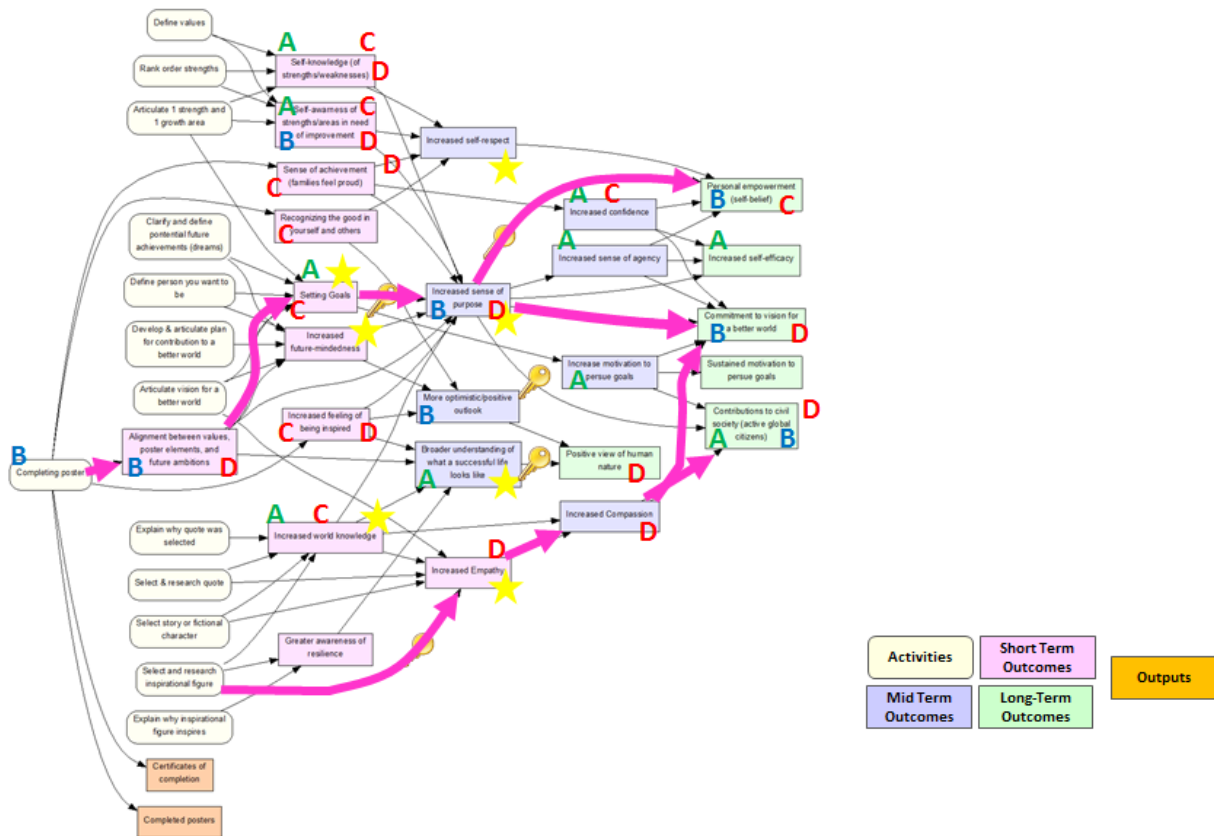 Define values
A
C
Self-knowledge (of
strengths/weaknesses)
D
Rank order strengths
Articulate 1 strength and
1 growth area
A
C
Self-awareness of
strengths/areas in need
of improvement
B
D
Increased self-respect
D
Sense of achievement
(families feel proud)
C
Personal empowerment
(self-belief)
B
C
A
C
Increased confidence
Recognizing the good in
yourself and others
C
Clarify and define
pontential future
achievements (dreams)
A
Increased sense of agency
A
Increased self-efficacy
Define person you want to
be
A
Setting Goals
C
Increased sense of
purpose
B
D
Commitment to vision for
a better world
B
D
Develop & articulate plan
for contribution to a
better world
Increased
future-mindedness
Increase motivation to
persue goals
A
Sustained motivation to
persue goals
Articulate vision for a
better world
More optimistic/positive
outlook
B
Increased feeling of
being inspired
C
D
Contributions to civil
society (active global
citizens)
D
A
B
Alignment between values,
poster elements, and
future ambitions
B
D
B
Completing poster
Broader understanding of
what a successful life
looks like
A
Positive view of human
nature
D
Explain why quote was
selected
A
C
Increased world knowledge
Increased Compassion
D
Select & research quote
D
Increased Empathy
Select story or fictional
character
Greater awareness of
resilience
Select and research
inspirational figure
Explain why inspirational
figure inspires
Certificates of
completion
Completed posters
Activities
Short Term
Outcomes
Outputs
Mid Term
Outcomes
Long-Term
Outcomes